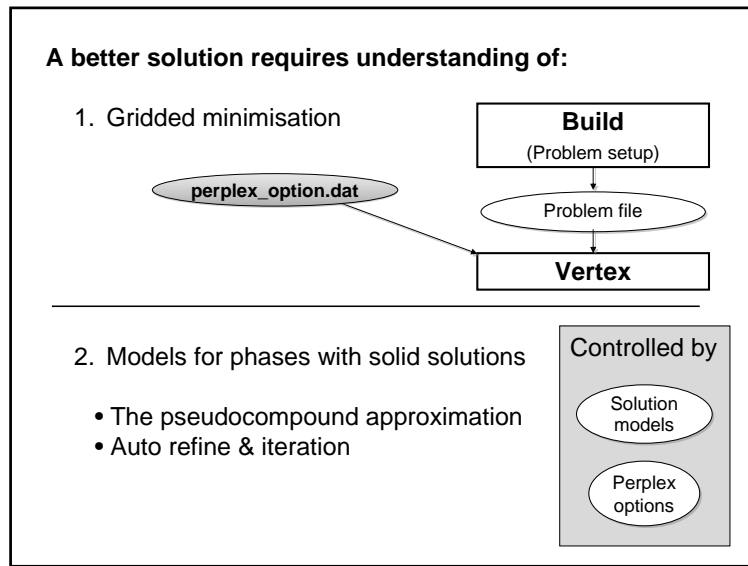 A better solution requires understanding of:
1. Gridded minimisation
Build
(Problem setup)
perplex_option.dat
Problem file
Vertex
2. Models for phases with solid solutions
• The pseudocompound approximation
• Auto refine & iteration
Controlled by
Solution
models
Perplex
options